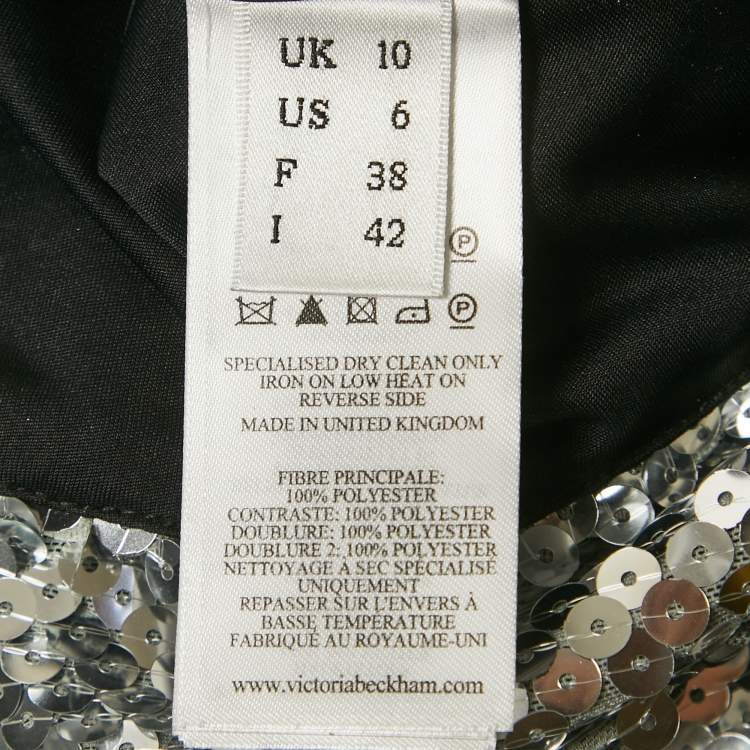 UK 10
US 6
F 38
I 42
P
P
SPECIALISED DRY CLEAN ONLY
IRON ON LOW HEAT ON
REVERSE SIDE
MADE IN UNITED KINGDOM
FIBRE PRINCIPALE:
100% POLYESTER
CONTRASTE: 100% POLYESTER
DOUBLURE: 100% POLYESTER
DOUBLURE 2: 100% POLYESTER
NETTOYAGE À SEC SPÉCIALISÉ
UNIQUEMENT
REPASSER SUR L'ENVERS À
BASSE TEMPÉRATURE
FABRIQUÉ AU ROYAUME-UNI
www.victoriabeckham.com